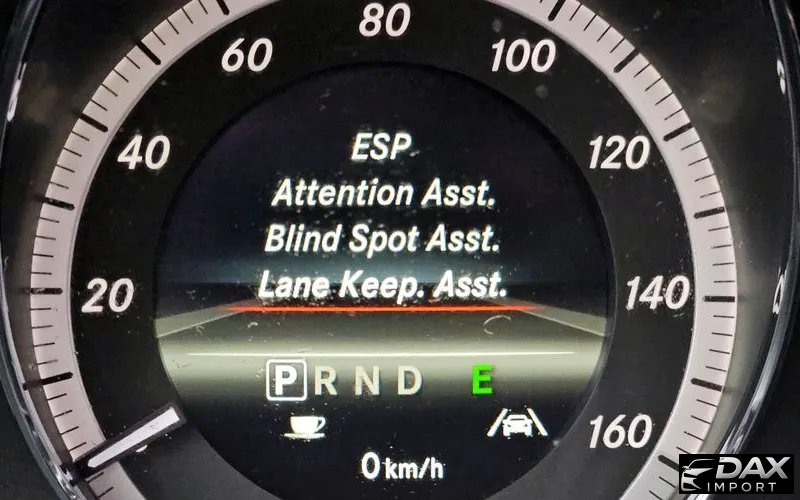 80
60
100
40
120
ESP
Attention Asst.
Blind Spot Asst.
Lane Keep. Asst.
20
140
P R N D E
160
0 km/h
DAX
IMPORT